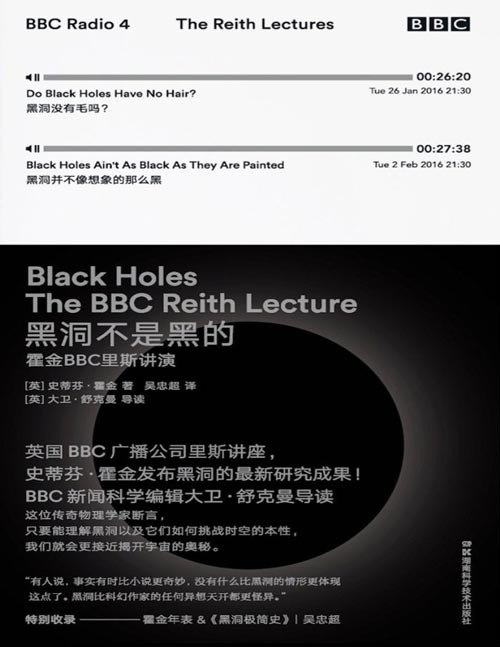 BBC Radio 4 The Reith Lectures BBC
00:26:20
Do Black Holes Have No Hair? Tue 26 Jan 2016 21:30
黑洞没有毛吗？
00:27:38
Black Holes Ain't As Black As They Are Painted Tue 2 Feb 2016 21:30
黑洞并不像想象的那么黑
Black Holes
The BBC Reith Lecture
黑洞不是黑的
霍金BBC里斯讲演
[英] 史蒂芬·霍金 著 吴忠超 译
[英] 大卫·舒克曼 导读
英国 BBC 广播公司里斯讲座，
史蒂芬·霍金发布黑洞的最新研究成果！
BBC 新闻科学编辑大卫·舒克曼导读
这位传奇物理学家断言，
只要能理解黑洞以及它们如何挑战时空的本性，
我们就会更接近揭开宇宙的奥秘。
“有人说，事实有时比小说更奇妙，没有什么比黑洞的情形更体现
这点了。黑洞比科幻作家的任何异想天开都更怪异。”
特别收录 霍金年表 &《黑洞极简史》| 吴忠超
湖南科学技术出版社